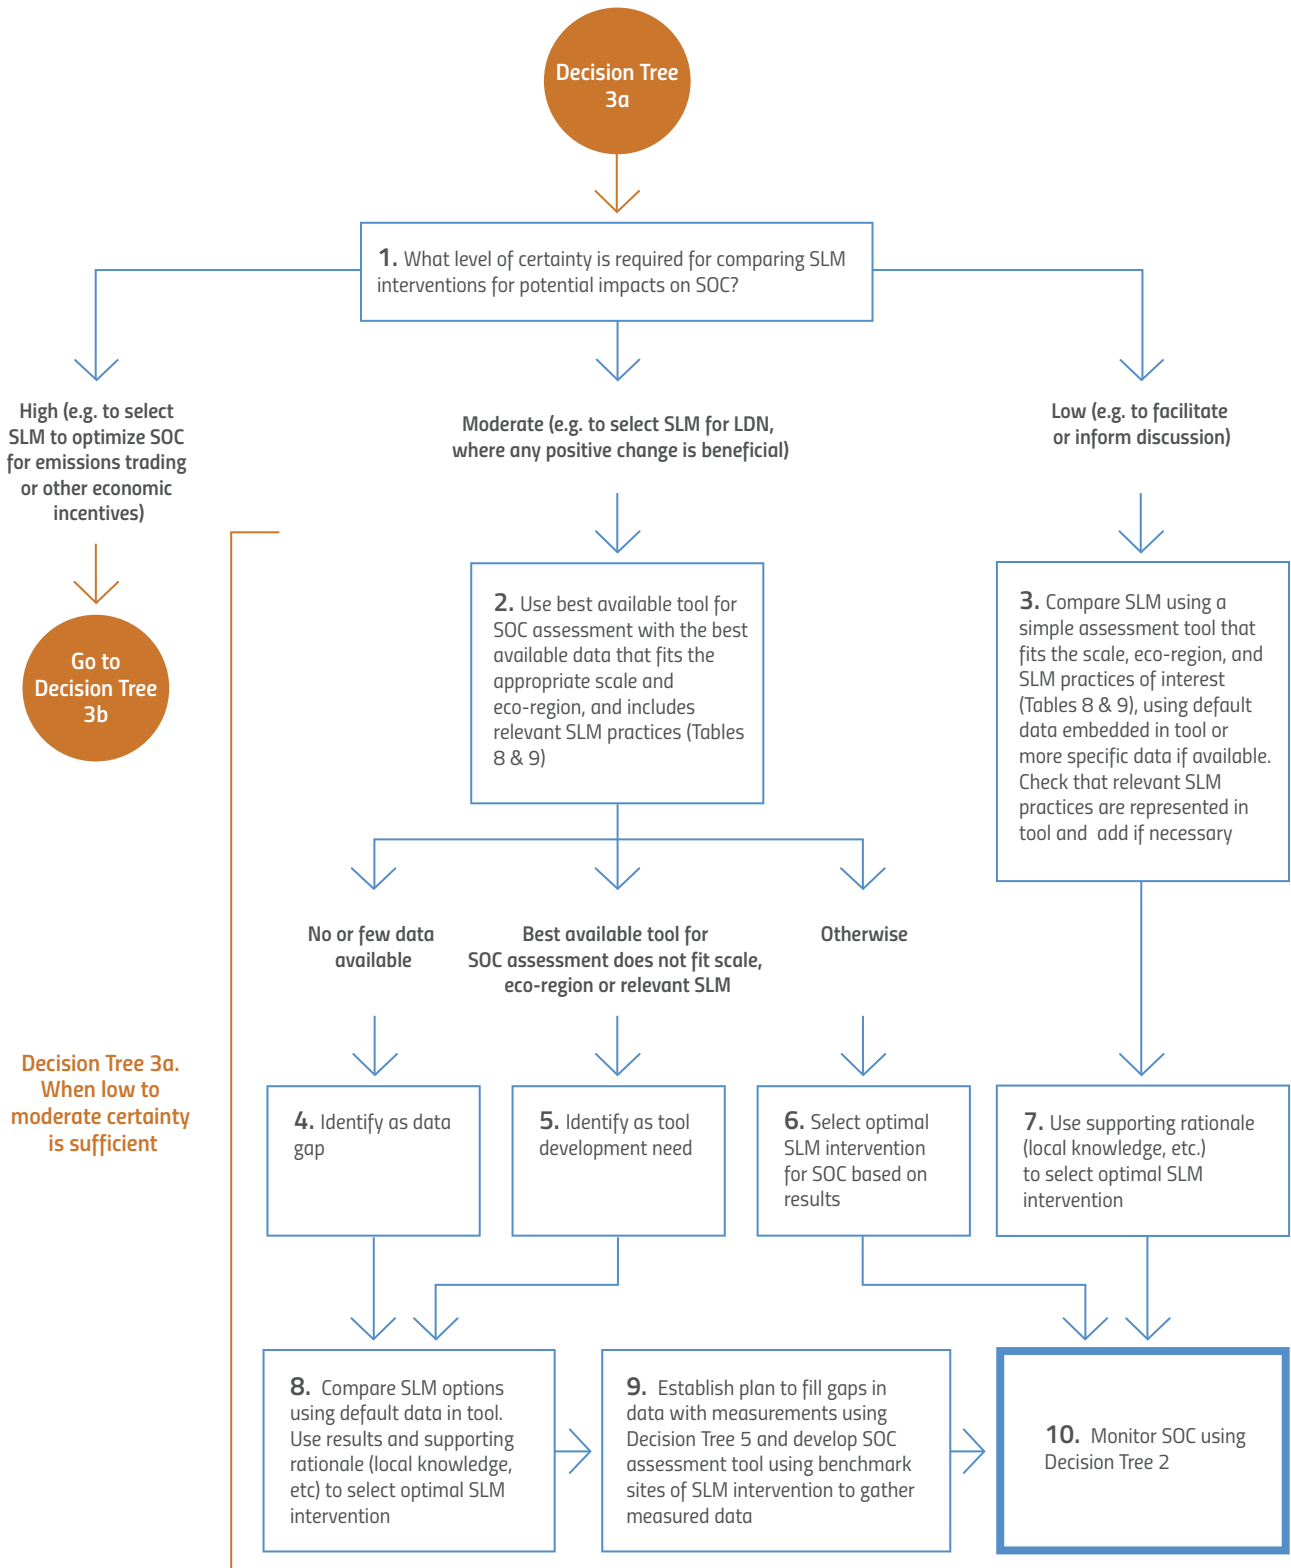 Decision Tree
3a
1. What level of certainty is required for comparing SLM
interventions for potential impacts on SOC?
High (e.g. to select
SLM to optimize SOC
for emissions trading
or other economic
incentives)
Moderate (e.g. to select SLM for LDN,
where any positive change is beneficial)
Low (e.g. to facilitate
or inform discussion)
Go to
Decision Tree
3b
2. Use best available tool for
SOC assessment with the best
available data that fits the
appropriate scale and
eco-region, and includes
relevant SLM practices (Tables
8 & 9)
3. Compare SLM using a
simple assessment tool that
fits the scale, eco-region, and
SLM practices of interest
(Tables 8 & 9), using default
data embedded in tool or
more specific data if available.
Check that relevant SLM
practices are represented in
tool and  add if necessary
No or few data
available
Best available tool for
SOC assessment does not fit scale,
eco-region or relevant SLM
Otherwise
Decision Tree 3a.
When low to
moderate certainty
is sufficient
4. Identify as data
gap
5. Identify as tool
development need
6. Select optimal
SLM intervention
for SOC based on
results
7. Use supporting rationale
(local knowledge, etc.)
to select optimal SLM
intervention
8. Compare SLM options
using default data in tool.
Use results and supporting
rationale (local knowledge,
etc) to select optimal SLM
intervention
9. Establish plan to fill gaps in
data with measurements using
Decision Tree 5 and develop SOC
assessment tool using benchmark
sites of SLM intervention to gather
measured data
10. Monitor SOC using
Decision Tree 2